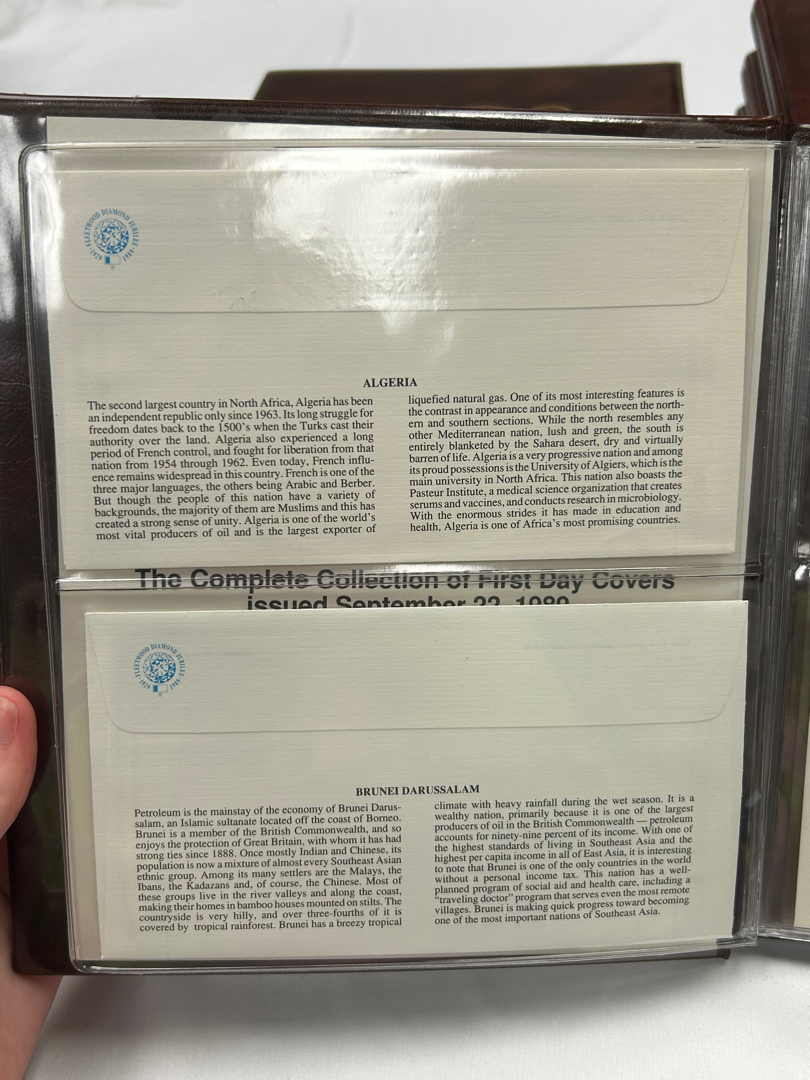 FLEETWOOD DIAMOND JUBILEE
1929 1989
ALGERIA
The second largest country in North Africa, Algeria has been
an independent republic only since 1963. Its long struggle for
freedom dates back to the 1500's when the Turks cast their
authority over the land. Algeria also experienced a long
period of French control, and fought for liberation from that
nation from 1954 through 1962. Even today, French influ-
ence remains widespread in this country. French is one of the
three major languages, the others being Arabic and Berber.
But though the people of this nation have a variety of
backgrounds, the majority of them are Muslims and this has
created a strong sense of unity. Algeria is one of the world's
most vital producers of oil and is the largest exporter of
liquefied natural gas. One of its most interesting features is
the contrast in appearance and conditions between the north-
ern and southern sections. While the north resembles any
other Mediterranean nation, lush and green, the south is
entirely blanketed by the Sahara desert, dry and virtually
barren of life. Algeria is a very progressive nation and among
its proud possessions is the University of Algiers, which is the
main university in North Africa. This nation also boasts the
Pasteur Institute, a medical science organization that creates
serums and vaccines, and conducts research in microbiology.
With the enormous strides it has made in education and
health, Algeria is one of Africa's most promising countries.
The Complete Collection of First Day Covers
issued September 22, 1989
FLEETWOOD DIAMOND JUBILEE
1929 1989
BRUNEI DARUSSALAM
Petroleum is the mainstay of the economy of Brunei Darus-
salam, an Islamic sultanate located off the coast of Borneo.
Brunei is a member of the British Commonwealth, and so
enjoys the protection of Great Britain, with whom it has had
strong ties since 1888. Once mostly Indian and Chinese, its
population is now a mixture of almost every Southeast Asian
ethnic group. Among its many settlers are the Malays, the
Ibans, the Kadazans and, of course, the Chinese. Most of
these groups live in the river valleys and along the coast,
making their homes in bamboo houses mounted on stilts. The
countryside is very hilly, and over three-fourths of it is
covered by tropical rainforest. Brunei has a breezy tropical
climate with heavy rainfall during the wet season. It is a
wealthy nation, primarily because it is one of the largest
producers of oil in the British Commonwealth — petroleum
accounts for ninety-nine percent of its income. With one of
the highest standards of living in Southeast Asia and the
highest per capita income in all of East Asia, it is interesting
to note that Brunei is one of the only countries in the world
without a personal income tax. This nation has a well-
planned program of social aid and health care, including a
"traveling doctor" program that serves even the most remote
villages. Brunei is making quick progress toward becoming
one of the most important nations of Southeast Asia.